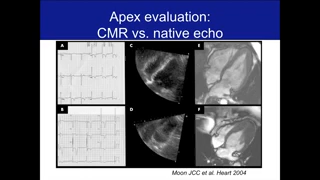 Apex evaluation:
CMR vs. native echo
A
C
E
B
D
F
Moon JCC et al. Heart 2004